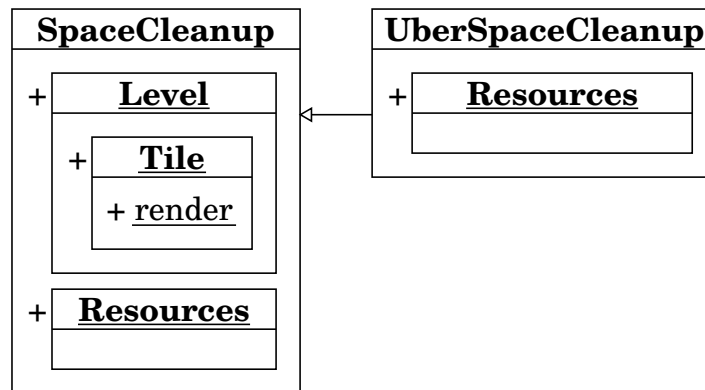 SpaceCleanup
+ Level
+ Tile
+ render
+ Resources
UberSpaceCleanup
+ Resources